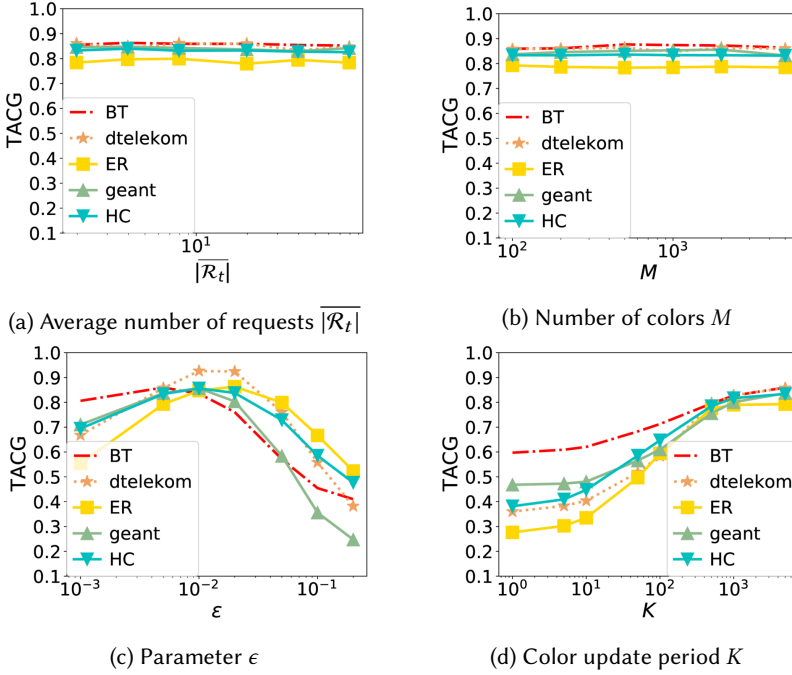 1.0
0.9
0.8
0.7
0.6
0.5
0.4
0.3
0.2
0.1
TACG
BT
dtelekom
ER
geant
HC
10¹
|R̅ₜ|
(a) Average number of requests |R̅ₜ|
1.0
0.9
0.8
0.7
0.6
0.5
0.4
0.3
0.2
0.1
TACG
BT
dtelekom
ER
geant
HC
10² 10³
M
(b) Number of colors M
1.0
0.9
0.8
0.7
0.6
0.5
0.4
0.3
0.2
0.1
TACG
BT
dtelekom
ER
geant
HC
10⁻³ 10⁻² 10⁻¹
ε
(c) Parameter ϵ
1.0
0.9
0.8
0.7
0.6
0.5
0.4
0.3
0.2
0.1
TACG
BT
dtelekom
ER
geant
HC
10⁰ 10¹ 10² 10³
K
(d) Color update period K